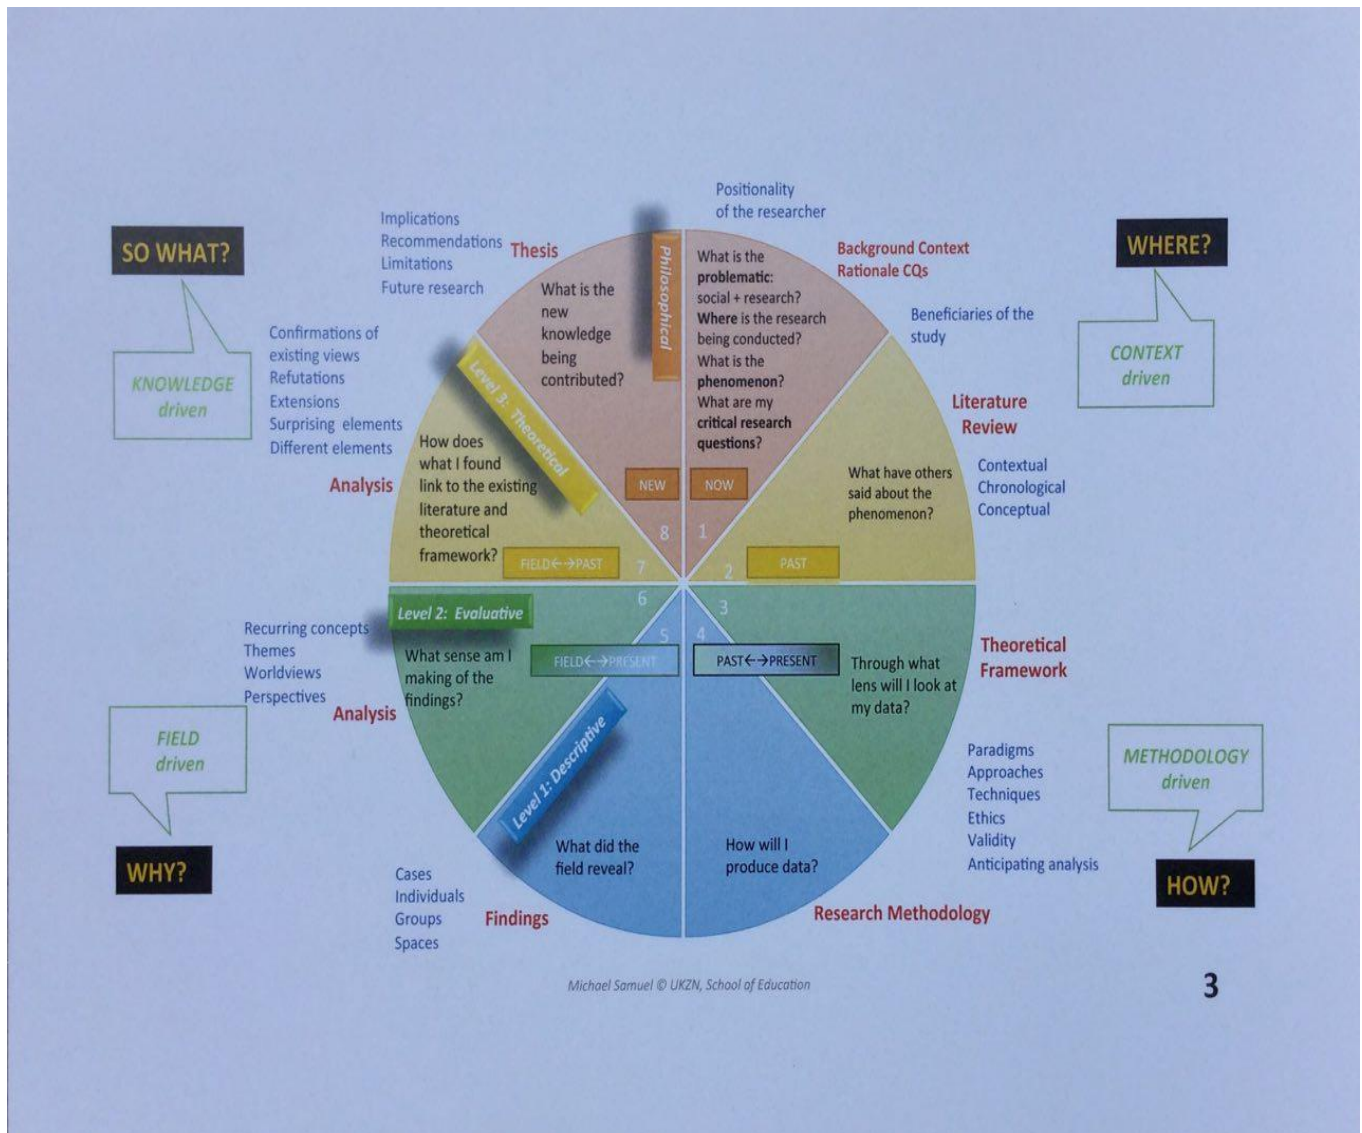 Positionality
of the researcher
Implications
Recommendations
Limitations
Future research
Thesis
SO WHAT?
KNOWLEDGE
driven
WHERE?
CONTEXT
driven
Background Context
Rationale CQs
Philosophical
What is the
problematic:
social + research?
Where is the research
being conducted?
What is the
phenomenon?
What are my
critical research
questions?
NOW
1
Beneficiaries of the
study
Literature
Review
Contextual
Chronological
Conceptual
What have others
said about the
phenomenon?
PAST
2
Theoretical
Framework
Through what
lens will I look at
my data?
3
PAST←→PRESENT
4
Paradigms
Approaches
Techniques
Ethics
Validity
Anticipating analysis
METHODOLOGY
driven
HOW?
How will I
produce data?
Research Methodology
What did the
field reveal?
5
Level 1: Descriptive
Findings
Cases
Individuals
Groups
Spaces
FIELD
driven
WHY?
Level 2: Evaluative
What sense am I
making of the
findings?
FIELD←→PRESENT
6
Recurring concepts
Themes
Worldviews
Perspectives
Analysis
Confirmations of
existing views
Refutations
Extensions
Surprising elements
Different elements
Analysis
How does
what I found
link to the existing
literature and
theoretical
framework?
FIELD←→PAST
7
Level 3: Theoretical
What is the
new
knowledge
being
contributed?
NEW
8
Michael Samuel © UKZN, School of Education
3